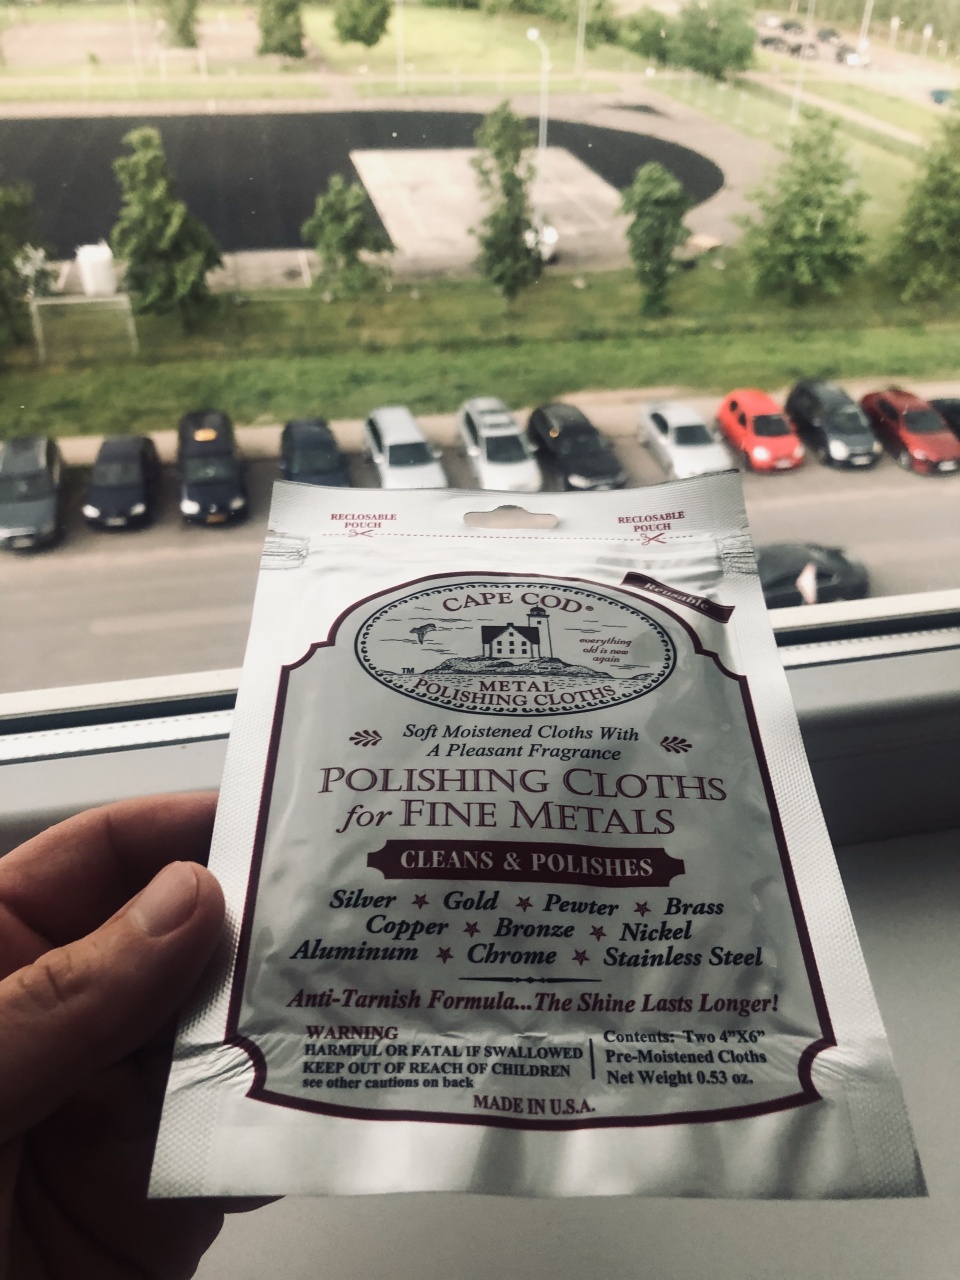 RECLOSABLE
POUCH
RECLOSABLE
POUCH
Reusable
CAPE COD®
everything
old is new
again
TM
METAL
POLISHING CLOTHS
Soft Moistened Cloths With
A Pleasant Fragrance
POLISHING CLOTHS
for FINE METALS
CLEANS & POLISHES
Silver ★ Gold ★ Pewter ★ Brass
Copper ★ Bronze ★ Nickel
Aluminum ★ Chrome ★ Stainless Steel
Anti-Tarnish Formula...The Shine Lasts Longer!
WARNING
HARMFUL OR FATAL IF SWALLOWED
KEEP OUT OF REACH OF CHILDREN
see other cautions on back
Contents: Two 4"X6"
Pre-Moistened Cloths
Net Weight 0.53 oz.
MADE IN U.S.A.